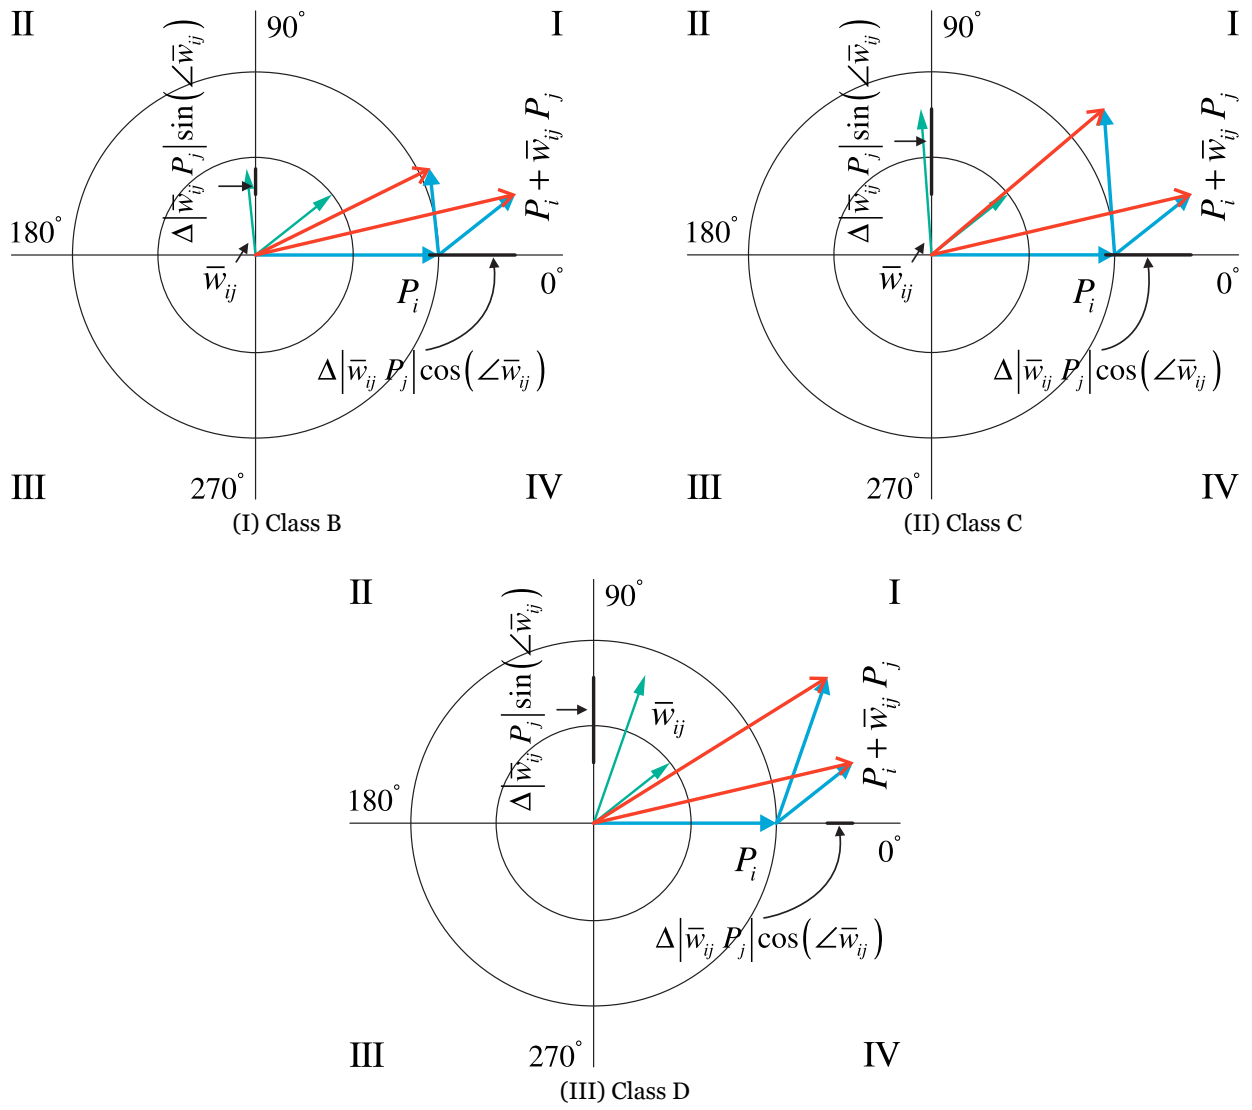 II
90°
I
Δ|w̅ij Pj|sin(∠w̅ij)
Pi + w̅ij Pj
180°
w̅ij
Pi
0°
Δ|w̅ij Pj|cos(∠w̅ij)
III
270°
IV
(I) Class B
II
90°
I
Δ|w̅ij Pj|sin(∠w̅ij)
Pi + w̅ij Pj
180°
w̅ij
Pi
0°
Δ|w̅ij Pj|cos(∠w̅ij)
III
270°
IV
(II) Class C
II
90°
I
Δ|w̅ij Pj|sin(∠w̅ij)
w̅ij
Pi + w̅ij Pj
180°
Pi
0°
Δ|w̅ij Pj|cos(∠w̅ij)
III
270°
IV
(III) Class D